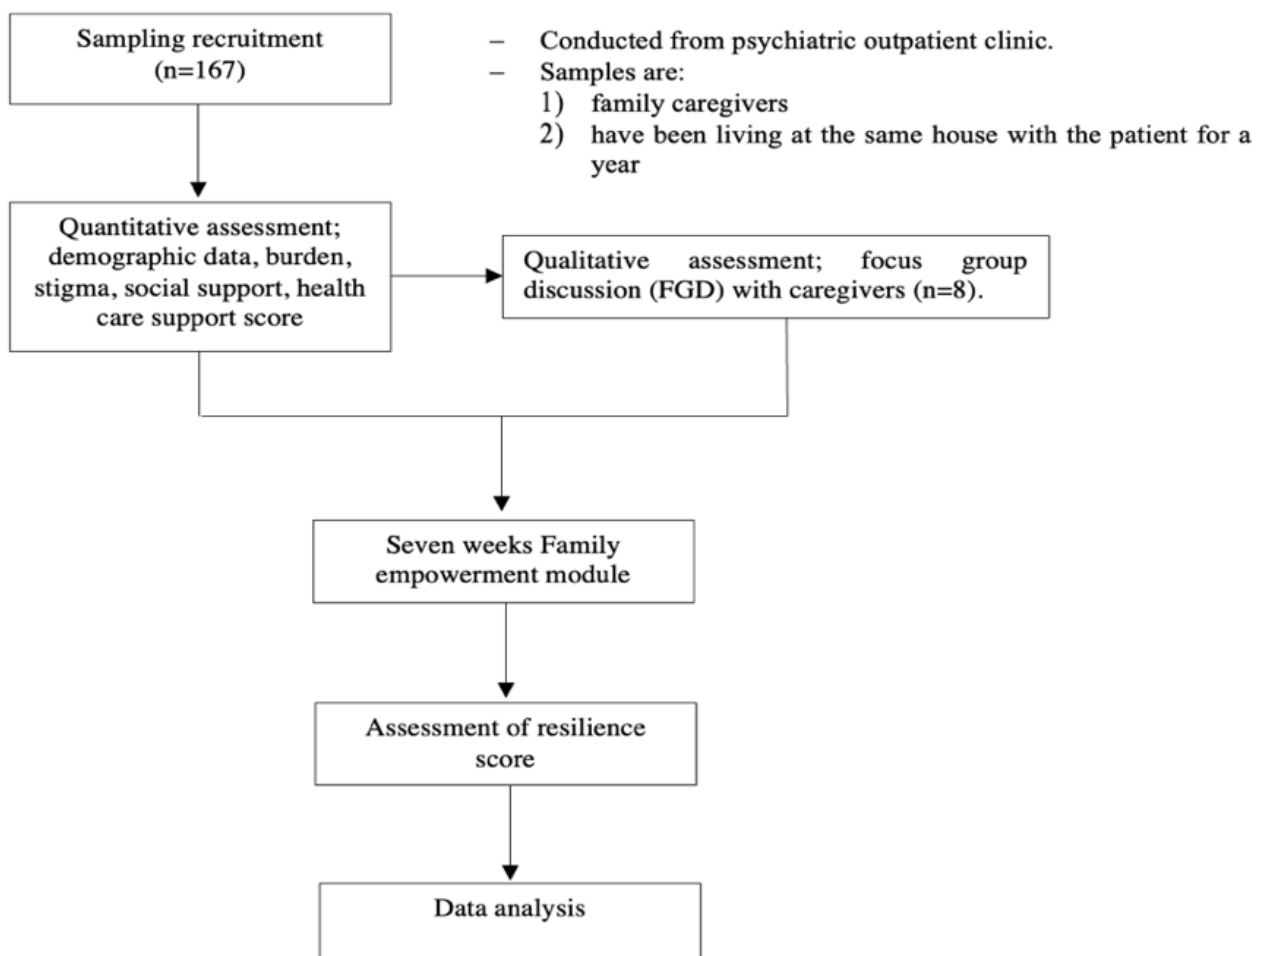 Sampling recruitment
(n=167)
– Conducted from psychiatric outpatient clinic.
– Samples are:
1) family caregivers
2) have been living at the same house with the patient for a
year
Quantitative assessment;
demographic data, burden,
stigma, social support, health
care support score
Qualitative assessment; focus group
discussion (FGD) with caregivers (n=8).
Seven weeks Family
empowerment module
Assessment of resilience
score
Data analysis